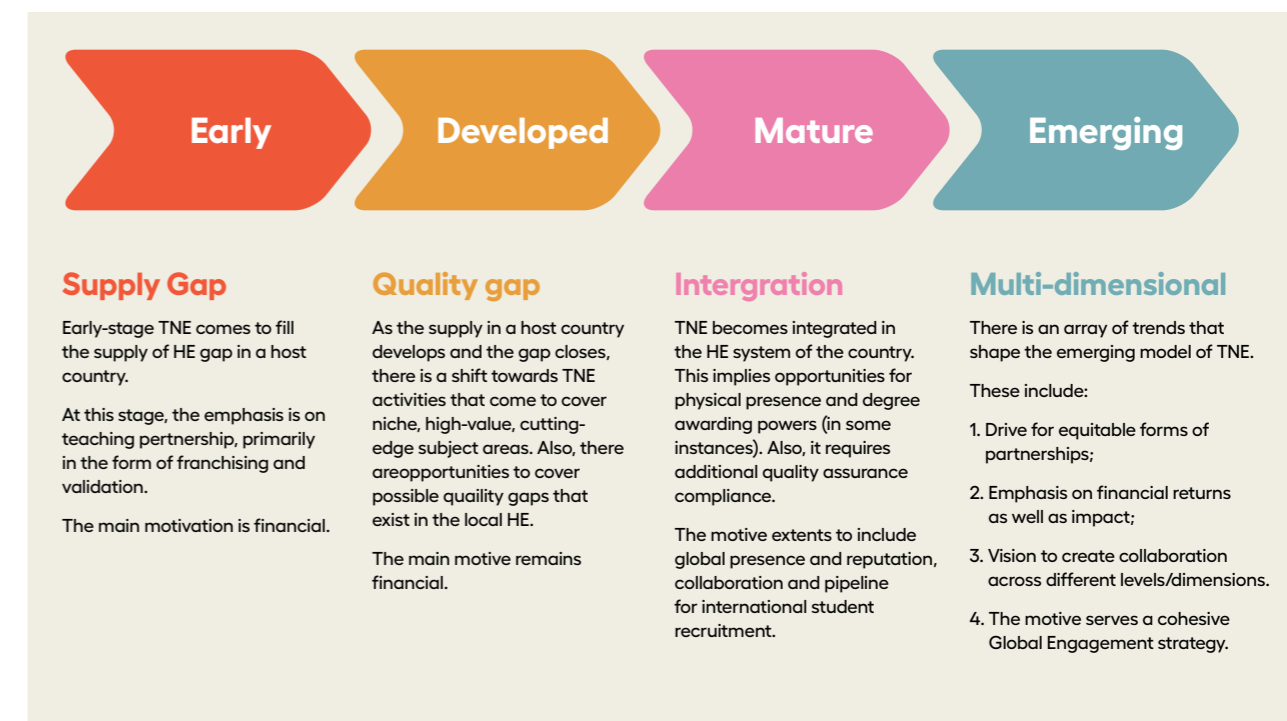 Early
Developed
Mature
Emerging
Supply Gap
Early-stage TNE comes to fill
the supply of HE gap in a host
country.
At this stage, the emphasis is on
teaching pertnership, primarily
in the form of franchising and
validation.
The main motivation is financial.
Quality gap
As the supply in a host country
develops and the gap closes,
there is a shift towards TNE
activities that come to cover
niche, high-value, cutting-
edge subject areas. Also, there
areopportunities to cover
possible quaility gaps that
exist in the local HE.
The main motive remains
financial.
Intergration
TNE becomes integrated in
the HE system of the country.
This implies opportunities for
physical presence and degree
awarding powers (in some
instances). Also, it requires
additional quality assurance
compliance.
The motive extents to include
global presence and reputation,
collaboration and pipeline
for international student
recruitment.
Multi-dimensional
There is an array of trends that
shape the emerging model of TNE.
These include:
1. Drive for equitable forms of
partnerships;
2. Emphasis on financial returns
as well as impact;
3. Vision to create collaboration
across different levels/dimensions.
4. The motive serves a cohesive
Global Engagement strategy.